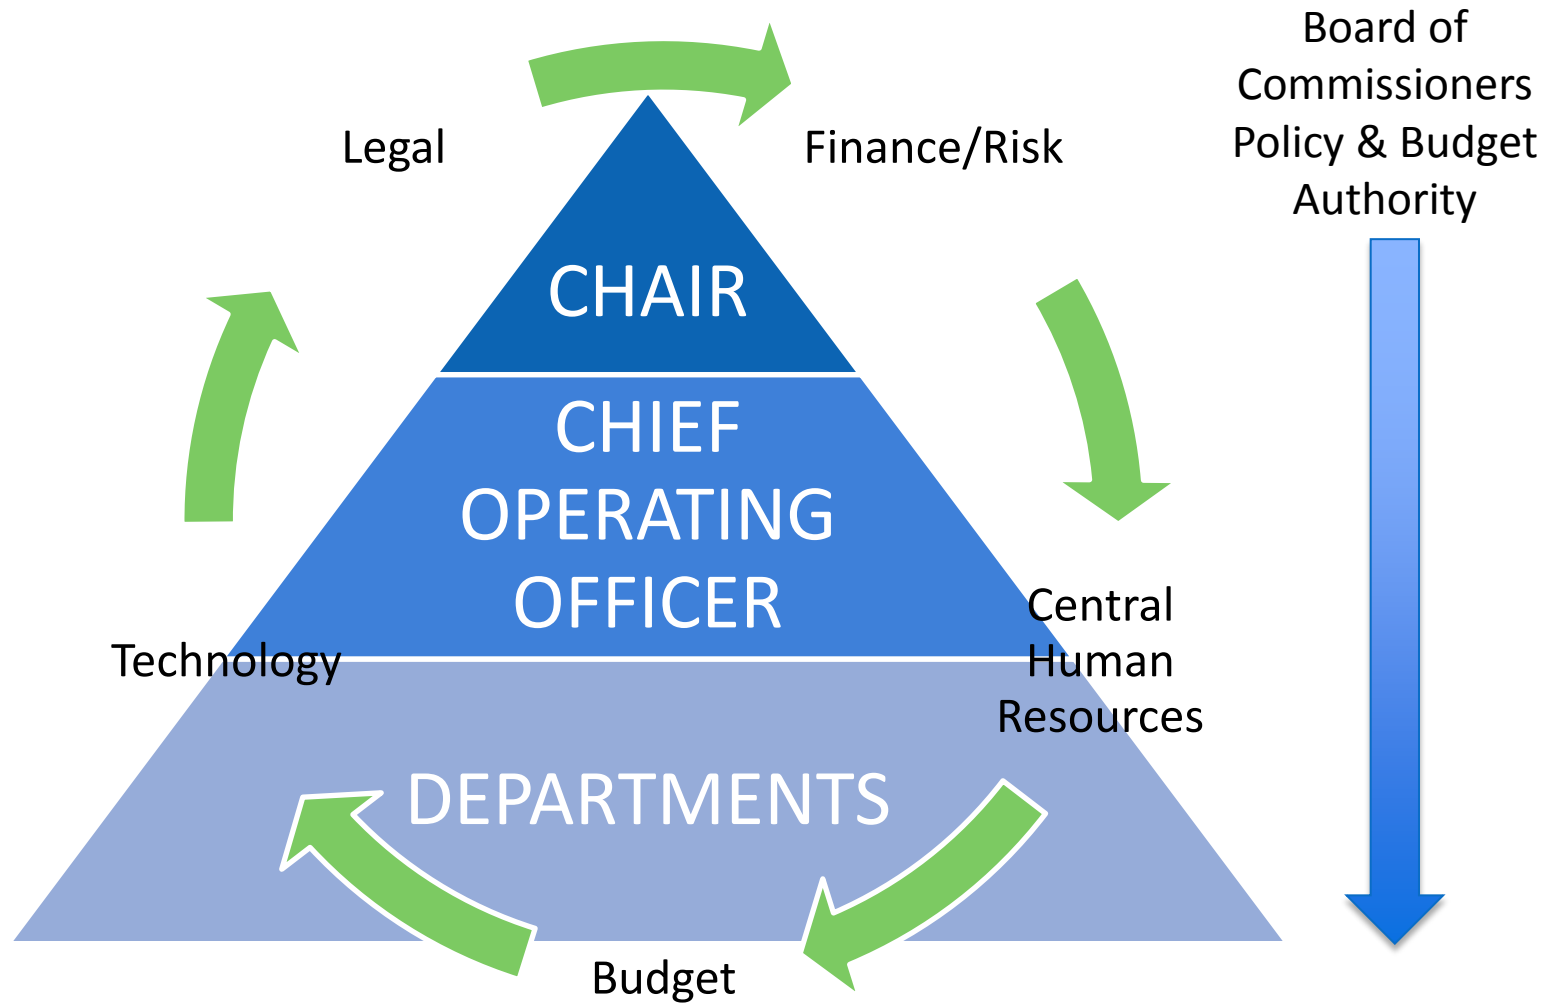 Board of
Commissioners
Policy & Budget
Authority
Legal
Finance/Risk
CHAIR
CHIEF
OPERATING
OFFICER
Technology
Central
Human
Resources
DEPARTMENTS
Budget